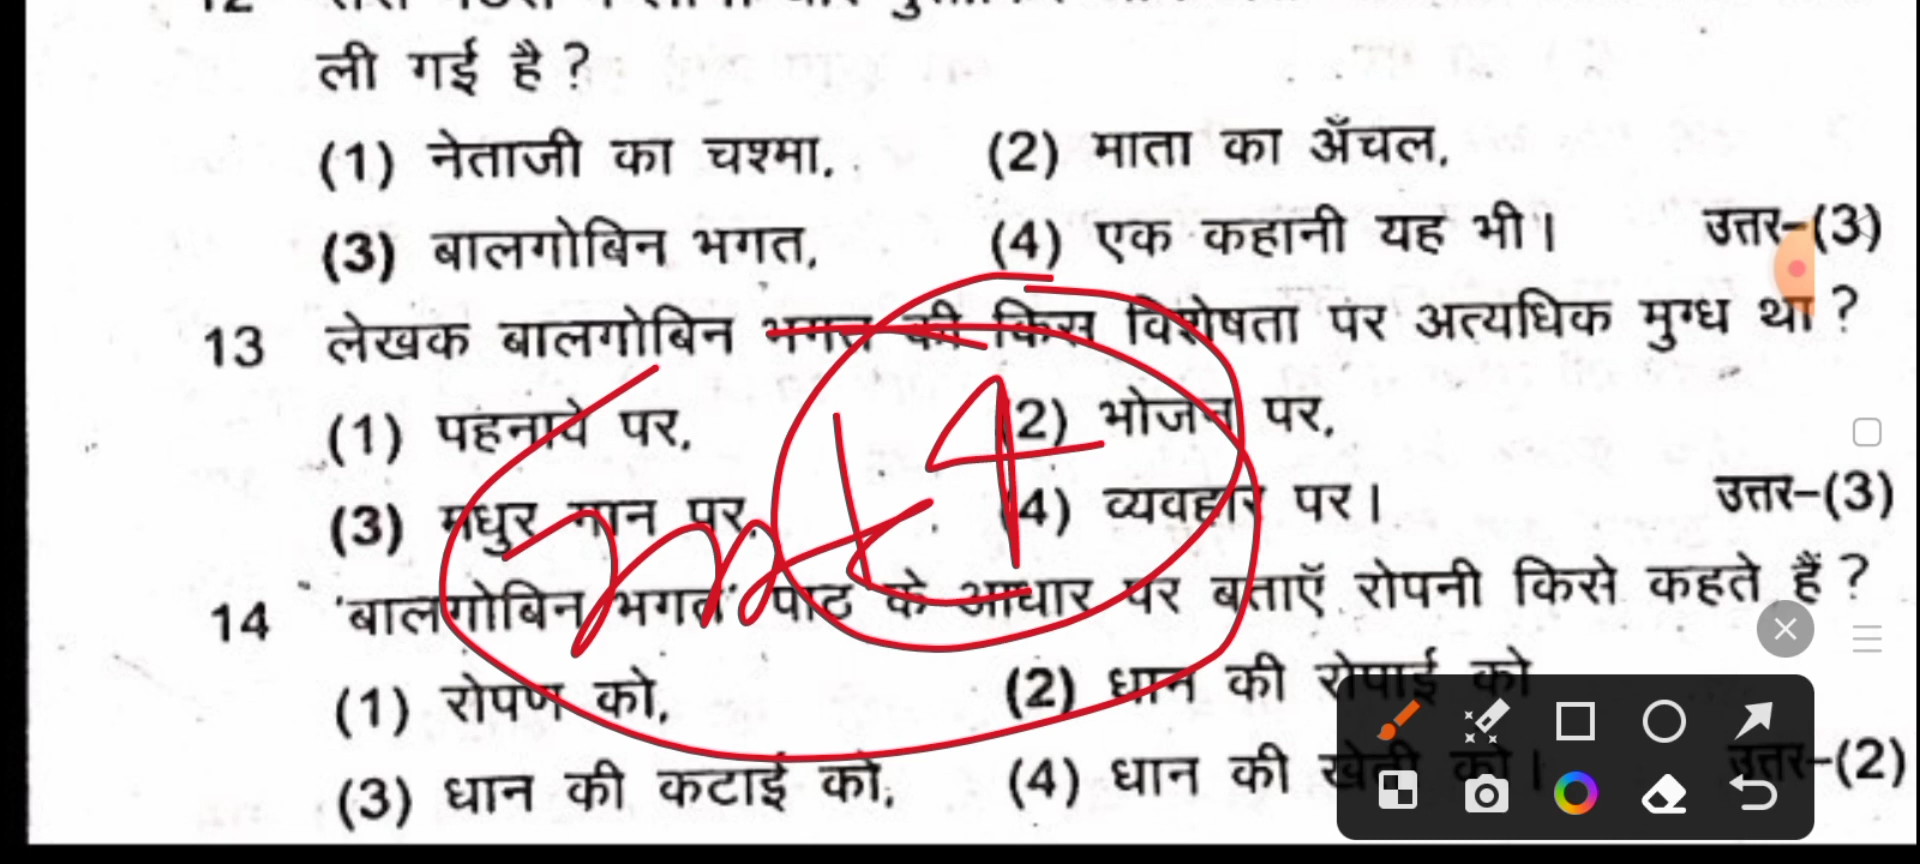 12
ली गई है ?
(1) नेताजी का चश्मा, (2) माता का अँचल,
(3) बालगोबिन भगत, (4) एक कहानी यह भी। उत्तर–(3)
13 लेखक बालगोबिन भगत की किस विशेषता पर अत्यधिक मुग्ध था ?
(1) पहनावे पर, (2) भोजन पर,
(3) मधुर गान पर, (4) व्यवहार पर। उत्तर–(3)
14 'बालगोबिन भगत' पाठ के आधार पर बताएॅ रोपनी किसे कहते हैं ?
(1) रोपण को, (2) धान की रोपाई को
(3) धान की कटाई को, (4) धान की खेती को। उत्तर–(2)